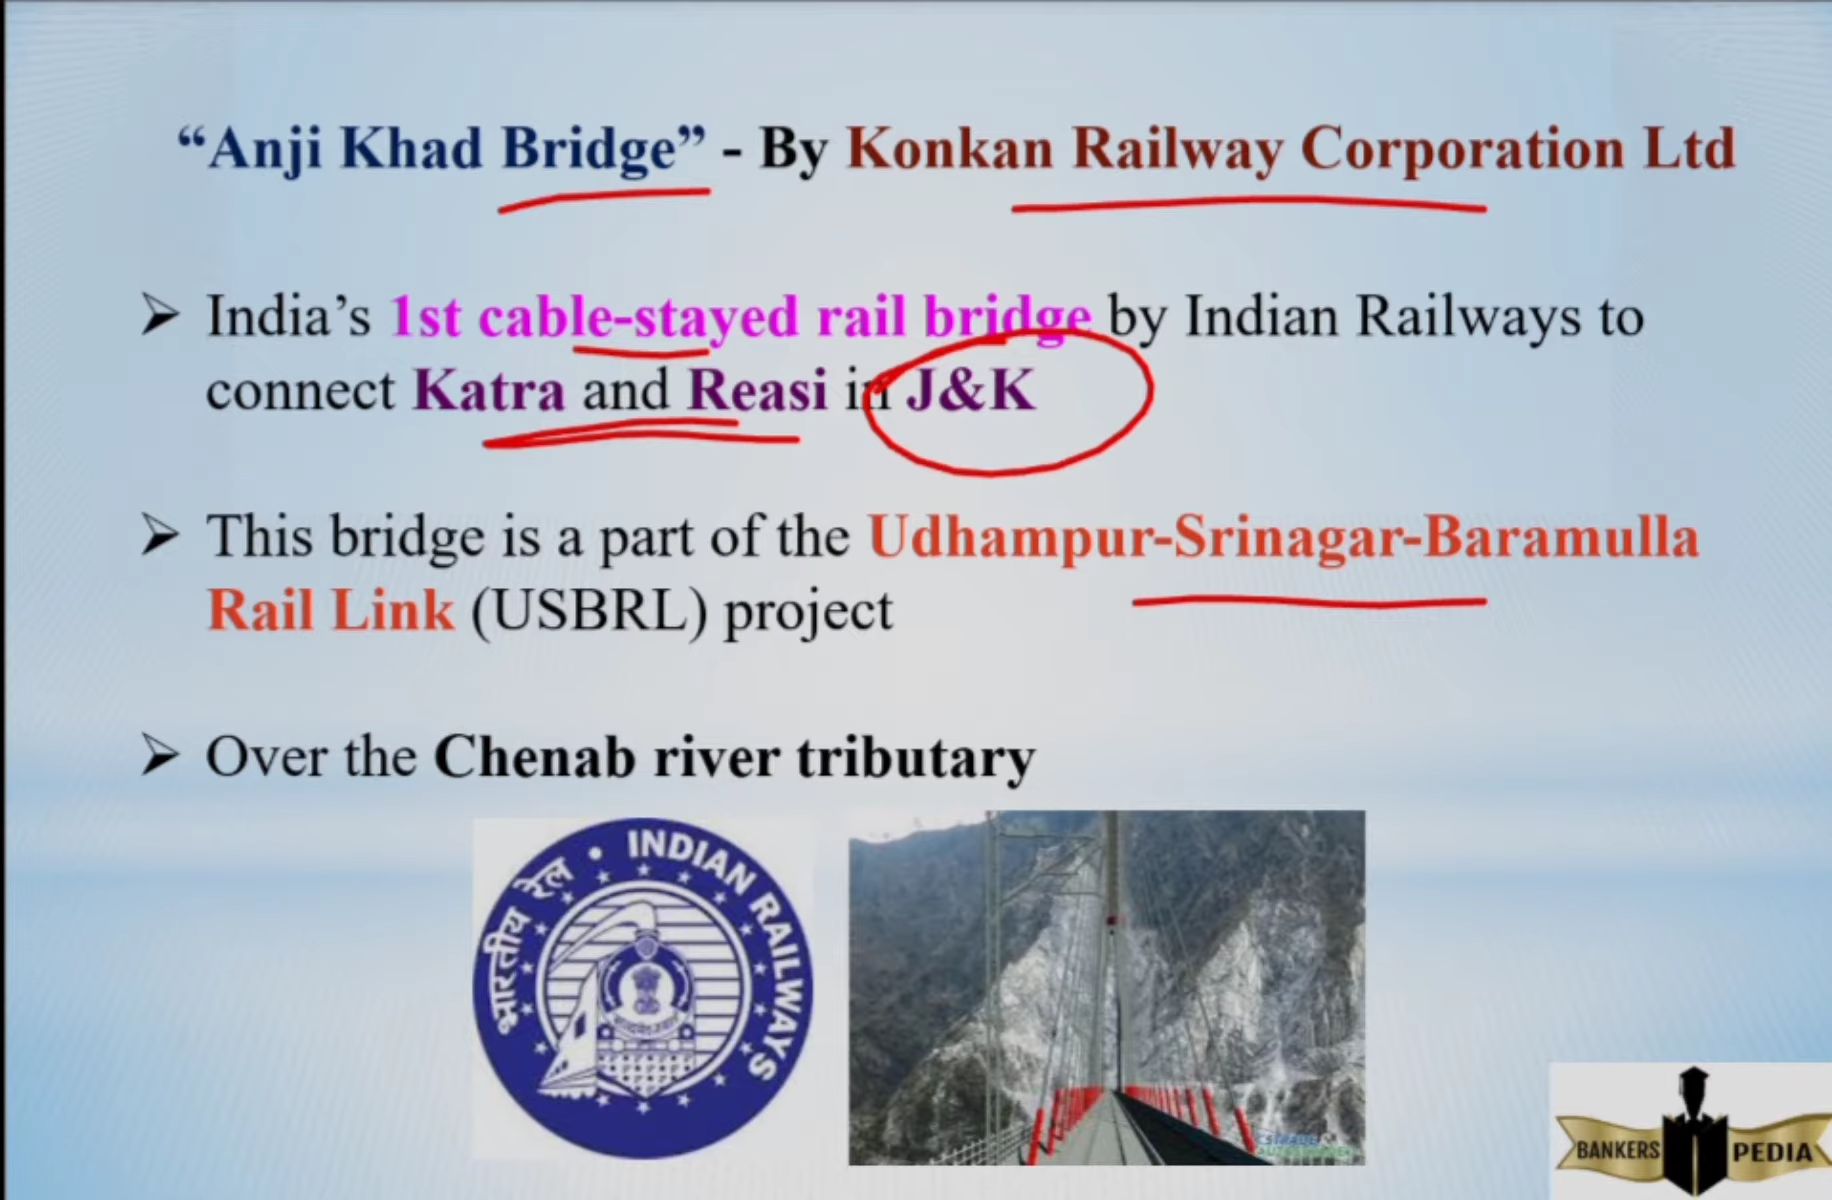 “Anji Khad Bridge” - By Konkan Railway Corporation Ltd
India’s 1st cable-stayed rail bridge by Indian Railways to
connect Katra and Reasi in J&K
This bridge is a part of the Udhampur-Srinagar-Baramulla
Rail Link (USBRL) project
Over the Chenab river tributary
भारतीय रेल • INDIAN RAILWAYS
BANKERS PEDIA